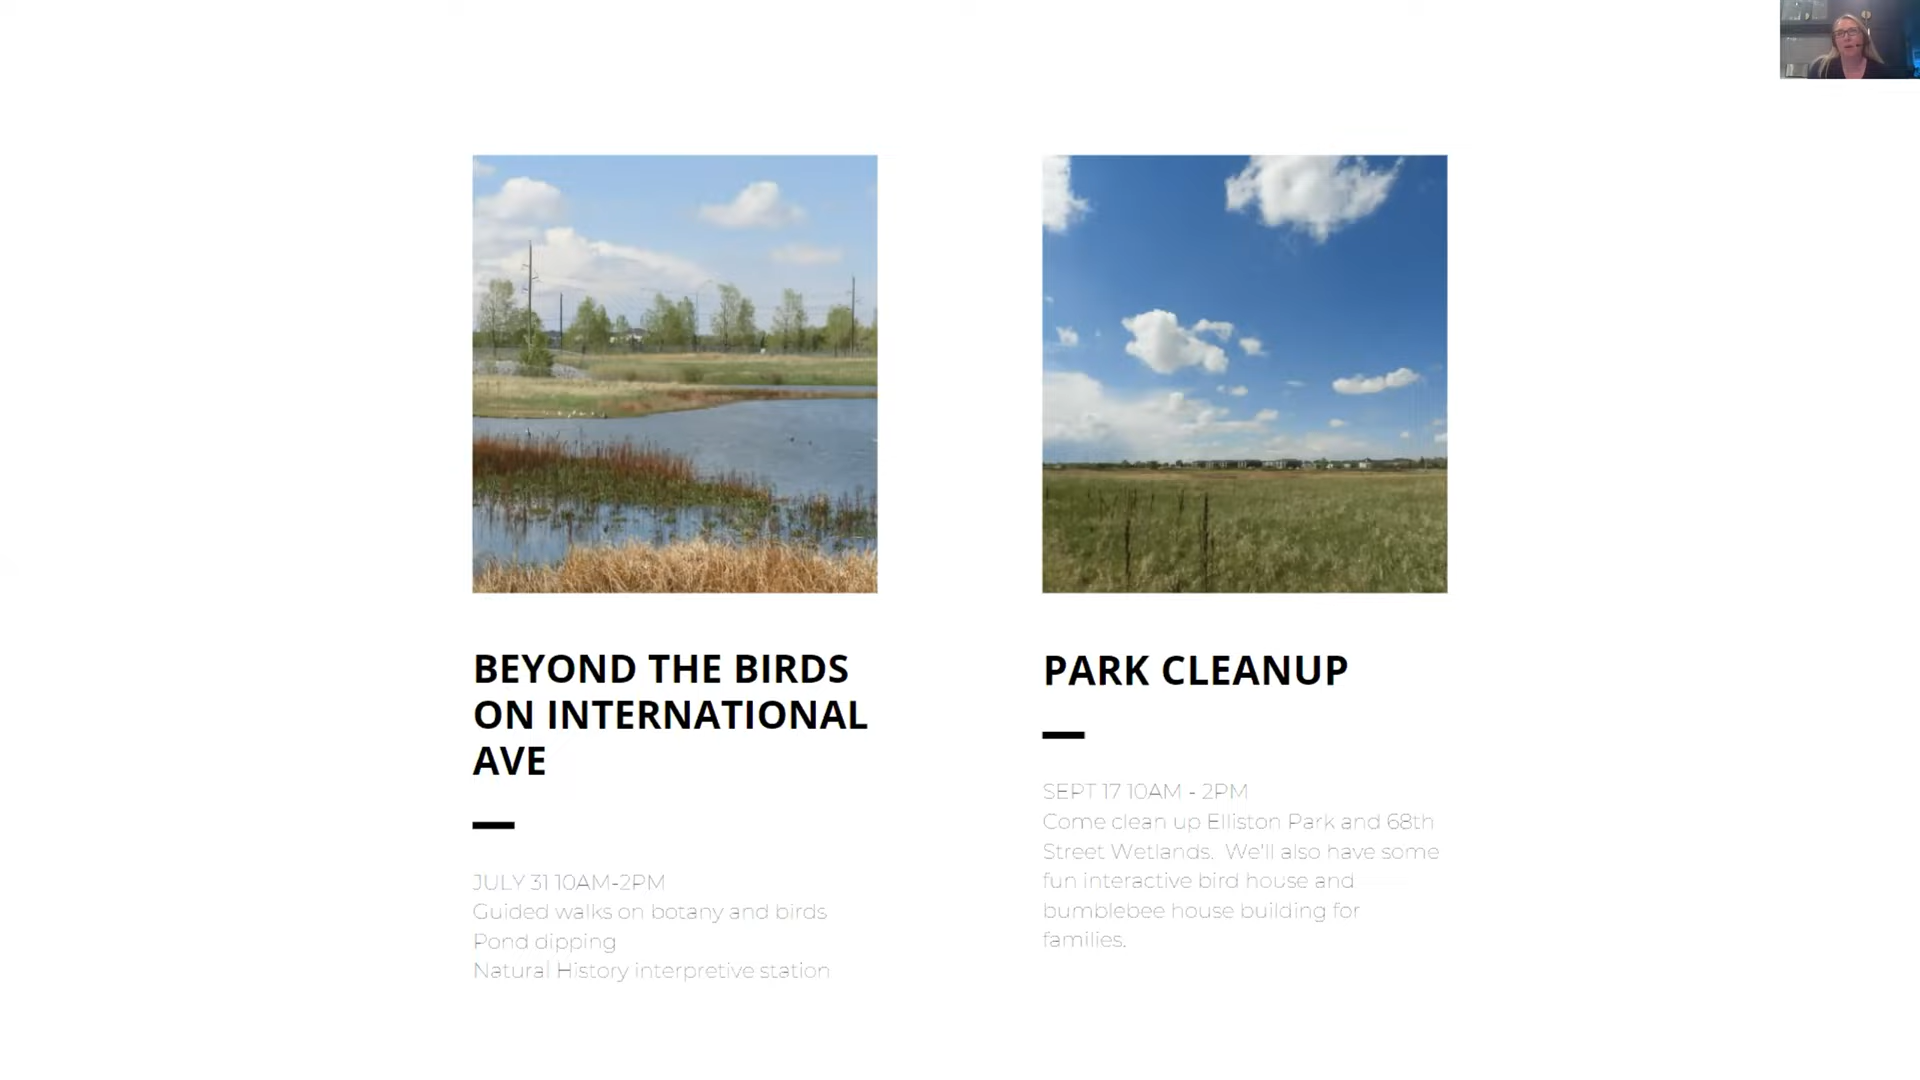 BEYOND THE BIRDS
ON INTERNATIONAL
AVE
JULY 31 10AM-2PM
Guided walks on botany and birds
Pond dipping
Natural History interpretive station
PARK CLEANUP
SEPT 17 10AM - 2PM
Come clean up Elliston Park and 68th
Street Wetlands.  We'll also have some
fun interactive bird house and
bumblebee house building for
families.